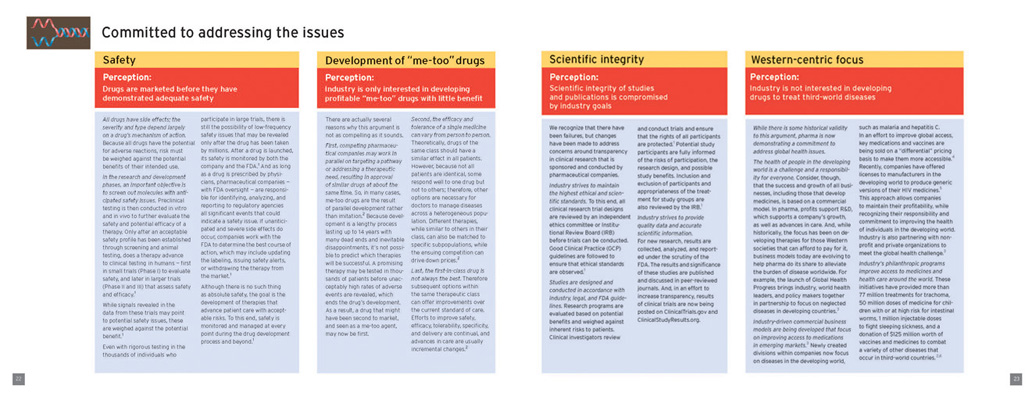 Committed to addressing the issues
Safety
Perception:
Drugs are marketed before they have
demonstrated adequate safety
All drugs have side effects; the
severity and type depend largely
on a drug's mechanism of action.
Because all drugs have the potential
for adverse reactions, risk must
be weighed against the potential
benefits of their intended use.
In the research and development
phases, an important objective is
to screen out molecules with anti-
cipated safety issues. Preclinical
testing is then conducted in vitro
and in vivo to further evaluate the
safety and potential efficacy of a
therapy. Only after an acceptable
safety profile has been established
through screening and animal
testing, does a therapy advance
to clinical testing in humans – first
in small trials (Phase I) to evaluate
safety, and later in larger trials
(Phase II and III) that assess safety
and efficacy.
While signals revealed in the
data from these trials may point
to potential safety issues, these
are weighed against the potential
benefit.¹
Even with rigorous testing in the
thousands of individuals who
participate in large trials, there is
still the possibility of low-frequency
safety issues that may be revealed
only after the drug has been taken
by millions. After a drug is launched,
its safety is monitored by both the
company and the FDA.¹ And as long
as a drug is prescribed by physi-
cians, pharmaceutical companies –
with FDA oversight – are responsi-
ble for identifying, analyzing, and
reporting to regulatory agencies
all significant events that could
indicate a safety issue. If unantici-
pated and severe side effects do
occur, companies work with the
FDA to determine the best course of
action, which may include updating
the labeling, issuing safety alerts,
or withdrawing the therapy from
the market.²
Although there is no such thing
as absolute safety, the goal is the
development of therapies that
advance patient care with accept-
able risks. To this end, safety is
monitored and managed at every
point during the drug development
process and beyond.¹
Development of "me-too" drugs
Perception:
Industry is only interested in developing
profitable "me-too" drugs with little benefit
There are actually several
reasons why this argument is
not as compelling as it sounds.
First, competing pharmaceu-
tical companies may work in
parallel on targeting a pathway
or addressing a therapeutic
need, resulting in approval
of similar drugs at about the
same time. So, in many cases,
me-too drugs are the result
of parallel development rather
than imitation.² Because devel-
opment is a lengthy process
lasting up to 14 years with
many dead ends and inevitable
disappointments, it's not possi-
ble to predict which therapies
will be successful. A promising
therapy may be tested in thou-
sands of patients before unac-
ceptably high rates of adverse
events are revealed, which
ends the drug's development.
As a result, a drug that might
have been second to market,
and seen as a me-too agent,
may now be first.
Second, the efficacy and
tolerance of a single medicine
can vary from person to person.
Theoretically, drugs of the
same class should have a
similar effect in all patients.
However, because not all
patients are identical, some
respond well to one drug but
not to others; therefore, other
options are necessary for
doctors to manage diseases
across a heterogeneous popu-
lation. Different therapies,
while similar to others in their
class, can also be matched to
specific subpopulations, while
the ensuing competition can
drive down prices.²
Last, the first-in-class drug is
not always the best. Therefore
subsequent options within
the same therapeutic class
can offer improvements over
the current standard of care.
Efforts to improve safety,
efficacy, tolerability, specificity,
and delivery are continual, and
advances in care are usually
incremental changes.²
Scientific integrity
Perception:
Scientific integrity of studies
and publications is compromised
by industry goals
We recognize that there have
been failures, but changes
have been made to address
concerns around transparency
in clinical research that is
sponsored and conducted by
pharmaceutical companies.
Industry strives to maintain
the highest ethical and scien-
tific standards. To this end, all
clinical research trial designs
are reviewed by an independent
ethics committee or Institu-
tional Review Board (IRB)
before trials can be conducted.
Good Clinical Practice (GCP)
guidelines are followed to
ensure that ethical standards
are observed.¹
Studies are designed and
conducted in accordance with
industry, legal, and FDA guide-
lines. Research programs are
evaluated based on potential
benefits and weighed against
inherent risks to patients.
Clinical investigators review
and conduct trials and ensure
that the rights of all participants
are protected.¹ Potential study
participants are fully informed
of the risks of participation, the
research design, and possible
study benefits. Inclusion and
exclusion of participants and
appropriateness of the treat-
ment for study groups are
also reviewed by the IRB.¹
Industry strives to provide
quality data and accurate
scientific information.
For new research, results are
collected, analyzed, and report-
ed under the scrutiny of the
FDA. The results and significance
of these studies are published
and discussed in peer-reviewed
journals. And, in an effort to
increase transparency, results
of clinical trials are now being
posted on ClinicalTrials.gov and
ClinicalStudyResults.org.
Western-centric focus
Perception:
Industry is not interested in developing
drugs to treat third-world diseases
While there is some historical validity
to this argument, pharma is now
demonstrating a commitment to
address global health issues.
The health of people in the developing
world is a challenge and a responsibil-
ity for everyone. Consider, though,
that the success and growth of all busi-
nesses, including those that develop
medicines, is based on a commercial
model. In pharma, profits support R&D,
which supports a company's growth,
as well as advances in care. And, while
historically, the focus has been on de-
veloping therapies for those Western
societies that can afford to pay for it,
business models today are evolving to
help pharma do its share to alleviate
the burden of disease worldwide. For
example, the launch of Global Health
Progress brings industry, world health
leaders, and policy makers together
in partnership to focus on neglected
diseases in developing countries.
Industry-driven commercial business
models are being developed that focus
on improving access to medications
in emerging markets. Newly created
divisions within companies now focus
on diseases in the developing world,
such as malaria and hepatitis C.
In an effort to improve global access,
key medications and vaccines are
being sold on a "differential" pricing
basis to make them more accessible.
Recently, companies have offered
licenses to manufacturers in the
developing world to produce generic
versions of their HIV medicines.
This approach allows companies
to maintain their profitability, while
recognizing their responsibility and
commitment to improving the health
of individuals in the developing world.
Industry is also partnering with non-
profit and private organizations to
meet the global health challenge.
Industry's philanthropic programs
improve access to medicines and
health care around the world. These
initiatives have provided more than
77 million treatments for trachoma,
50 million doses of medicine for chil-
dren with or at high risk for intestinal
worms, 1 million injectable doses
to fight sleeping sickness, and a
donation of $125 million worth of
vaccines and medicines to combat
a variety of other diseases that
occur in third-world countries.
22
23